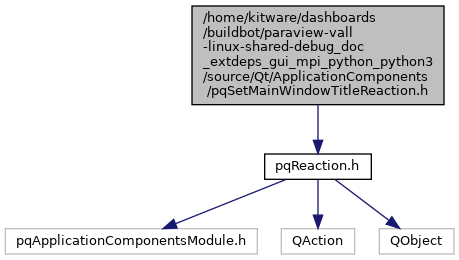 /home/kitware/dashboards
/buildbot/paraview-vall
-linux-shared-debug_doc
_extdeps_gui_mpi_python_python3
/source/Qt/ApplicationComponents
/pqSetMainWindowTitleReaction.h
pqReaction.h
pqApplicationComponentsModule.h
QAction
QObject